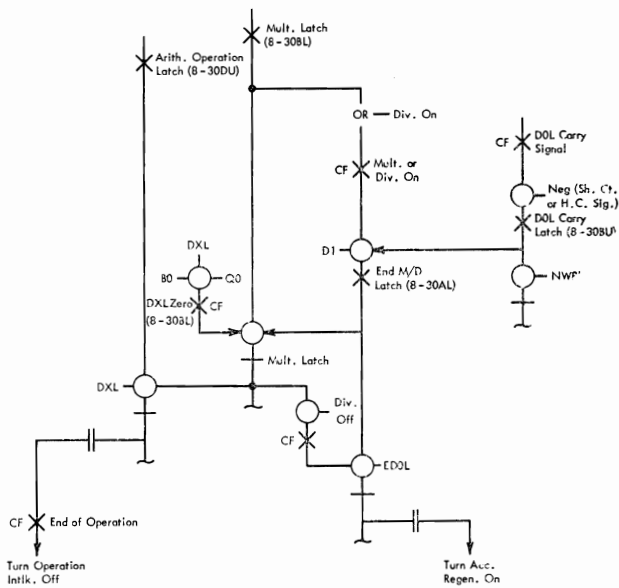 Mult. Latch
(8-30BL)
Arith. Operation
Latch (8-30DU)
OR
Div. On
CF
D0L Carry
Signal
CF
Mult. or
Div. On
Neg (Sh. Ct.
or H.C. Sig.)
D0L Carry
Latch (8-30BU)
DXL
D1
B0
Q0
End M/D
Latch (8-30AL)
NWP'
DXL Zero
(8-30BL)
CF
Mult. Latch
DXL
Div.
Off
CF
ED0L
CF
End of Operation
Turn Operation
Intlk. Off
Turn Acc.
Regen. On